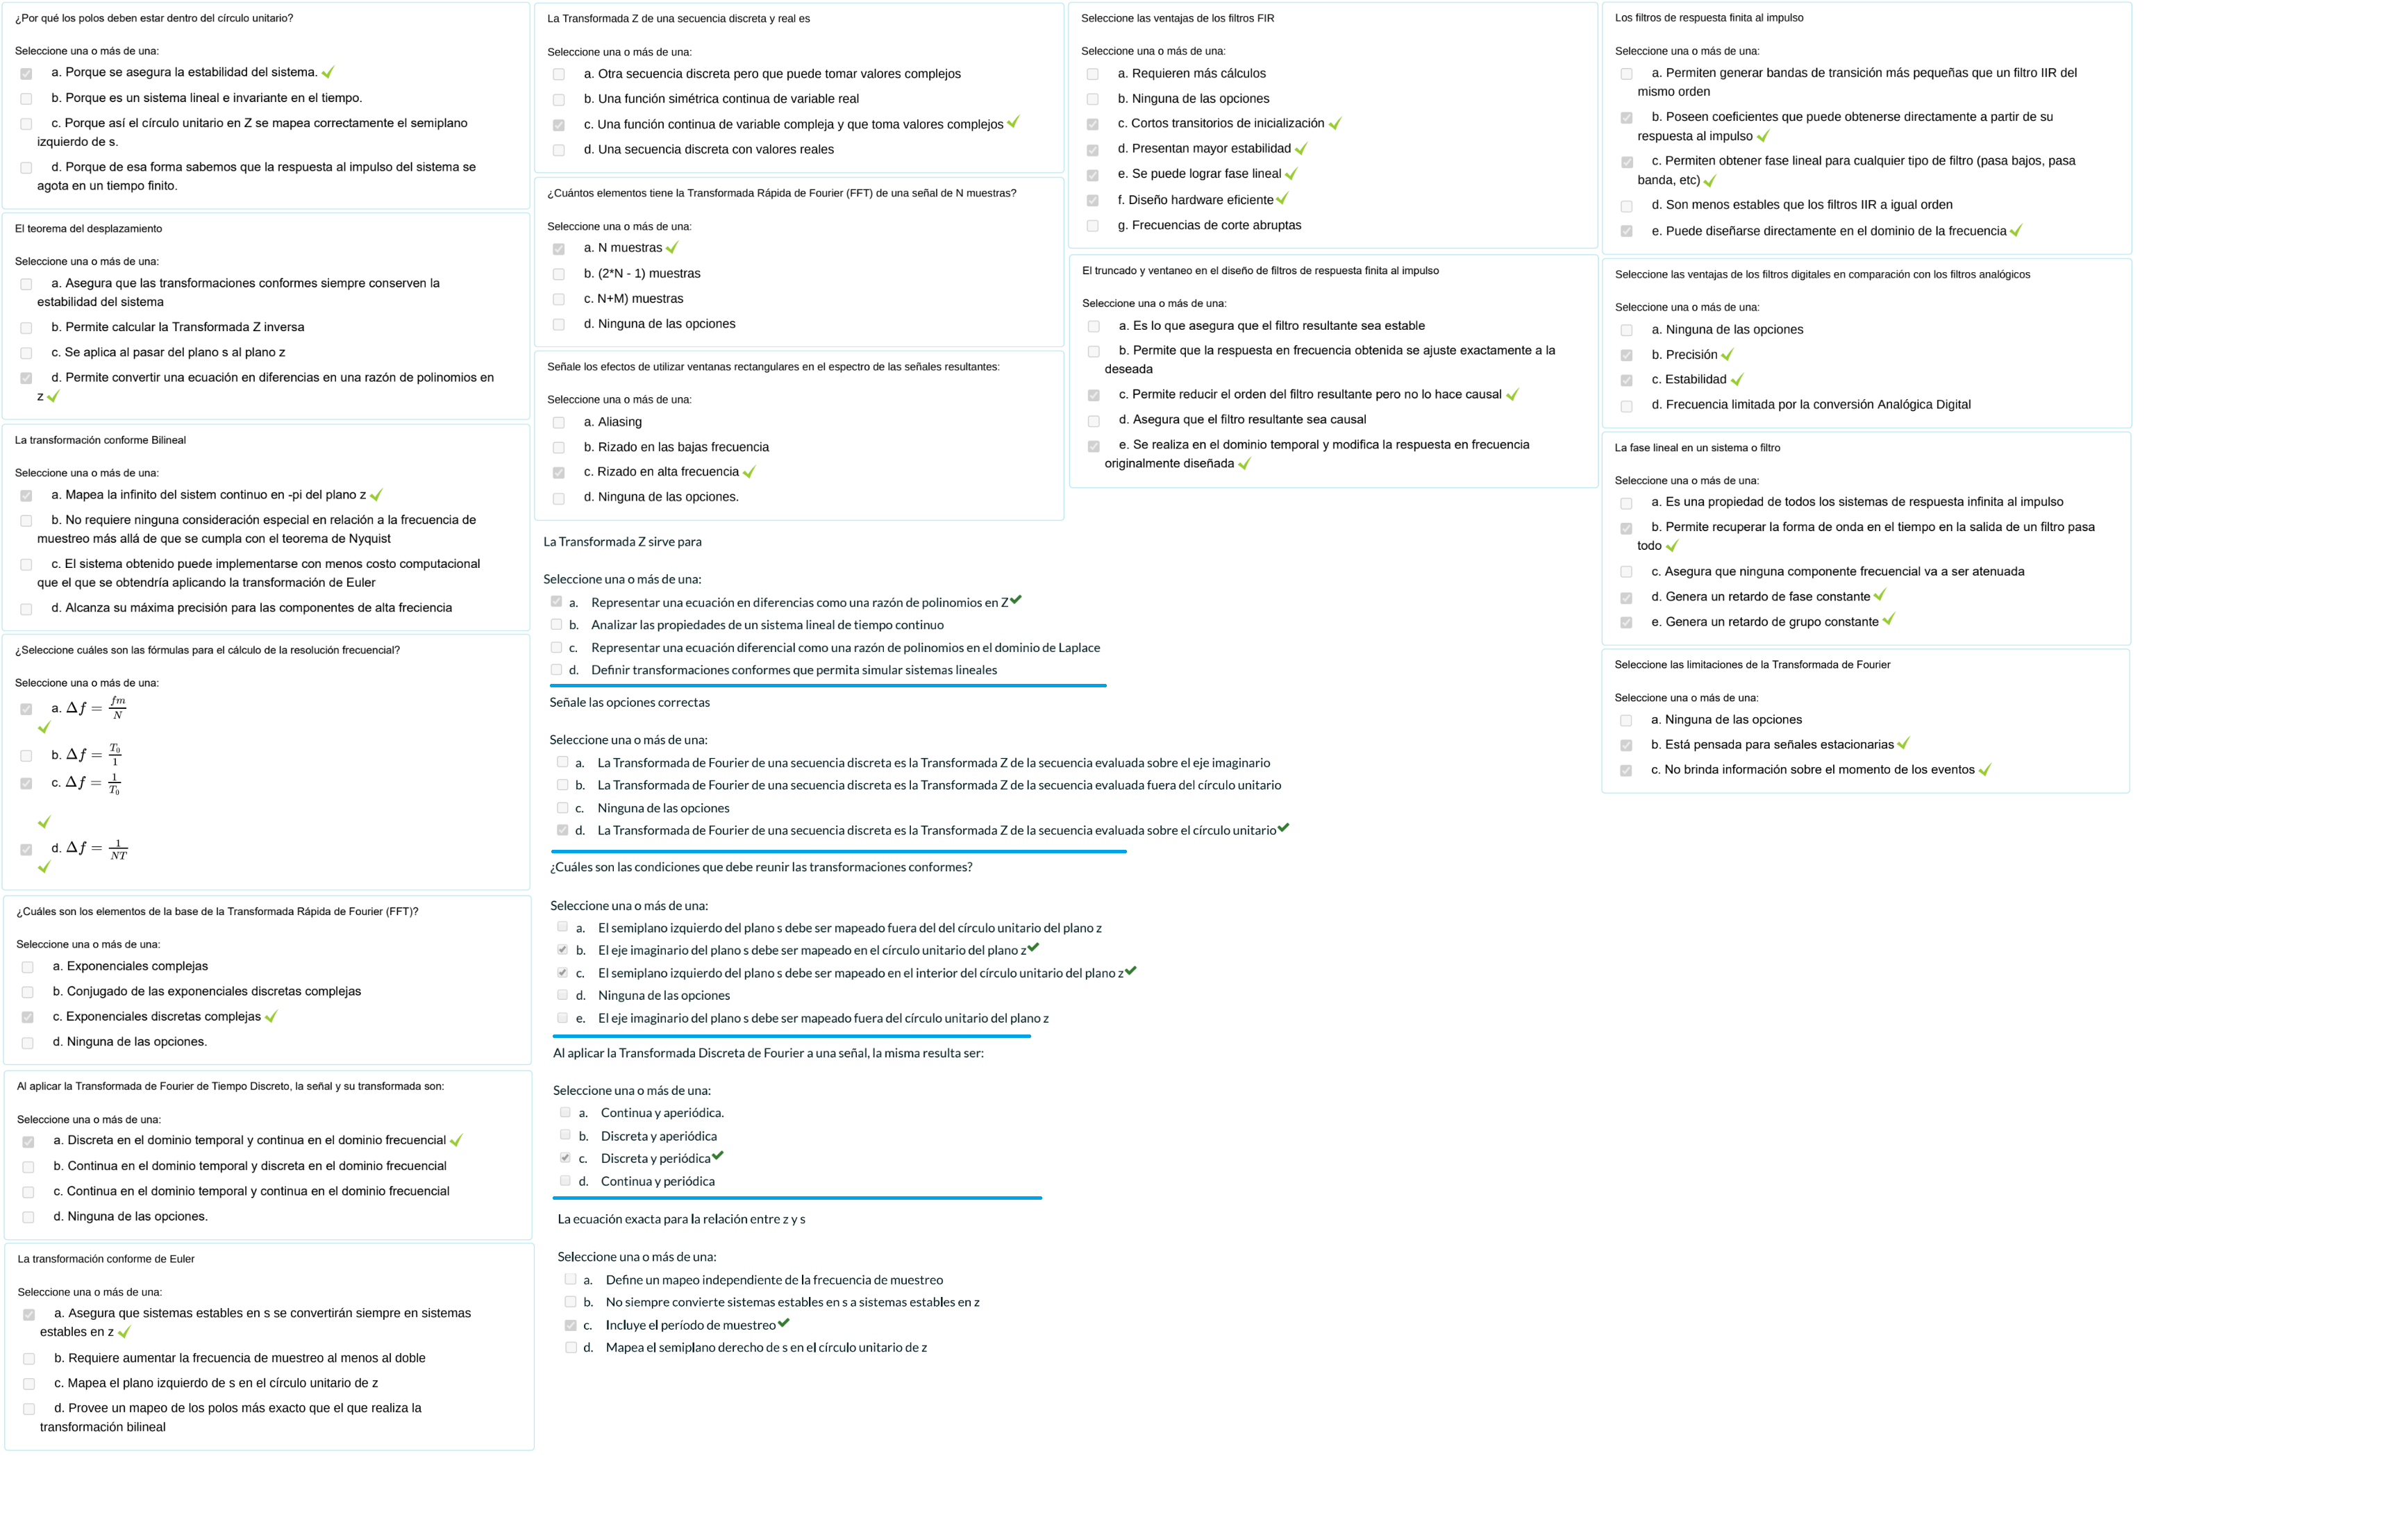 ¿Por qué los polos deben estar dentro del círculo unitario?
Seleccione una o más de una:
a. Porque se asegura la estabilidad del sistema.
b. Porque es un sistema lineal e invariante en el tiempo.
c. Porque así el círculo unitario en Z se mapea correctamente el semiplano
izquierdo de s.
d. Porque de esa forma sabemos que la respuesta al impulso del sistema se
agota en un tiempo finito.
El teorema del desplazamiento
Seleccione una o más de una:
a. Asegura que las transformaciones conformes siempre conserven la
estabilidad del sistema
b. Permite calcular la Transformada Z inversa
c. Se aplica al pasar del plano s al plano z
d. Permite convertir una ecuación en diferencias en una razón de polinomios en
z
La transformación conforme Bilineal
Seleccione una o más de una:
a. Mapea la infinito del sistem continuo en -pi del plano z
b. No requiere ninguna consideración especial en relación a la frecuencia de
muestreo más allá de que se cumpla con el teorema de Nyquist
c. El sistema obtenido puede implementarse con menos costo computacional
que el que se obtendría aplicando la transformación de Euler
d. Alcanza su máxima precisión para las componentes de alta freciencia
¿Seleccione cuáles son las fórmulas para el cálculo de la resolución frecuencial?
Seleccione una o más de una:
a. Δf = fm/N
b. Δf = T₀/1
c. Δf = 1/T₀
d. Δf = 1/NT
¿Cuáles son los elementos de la base de la Transformada Rápida de Fourier (FFT)?
Seleccione una o más de una:
a. Exponenciales complejas
b. Conjugado de las exponenciales discretas complejas
c. Exponenciales discretas complejas
d. Ninguna de las opciones.
Al aplicar la Transformada de Fourier de Tiempo Discreto, la señal y su transformada son:
Seleccione una o más de una:
a. Discreta en el dominio temporal y continua en el dominio frecuencial
b. Continua en el dominio temporal y discreta en el dominio frecuencial
c. Continua en el dominio temporal y continua en el dominio frecuencial
d. Ninguna de las opciones.
La transformación conforme de Euler
Seleccione una o más de una:
a. Asegura que sistemas estables en s se convertirán siempre en sistemas
estables en z
b. Requiere aumentar la frecuencia de muestreo al menos al doble
c. Mapea el plano izquierdo de s en el círculo unitario de z
d. Provee un mapeo de los polos más exacto que el que realiza la
transformación bilineal
La Transformada Z de una secuencia discreta y real es
Seleccione una o más de una:
a. Otra secuencia discreta pero que puede tomar valores complejos
b. Una función simétrica continua de variable real
c. Una función continua de variable compleja y que toma valores complejos
d. Una secuencia discreta con valores reales
¿Cuántos elementos tiene la Transformada Rápida de Fourier (FFT) de una señal de N muestras?
Seleccione una o más de una:
a. N muestras
b. (2*N - 1) muestras
c. N+M) muestras
d. Ninguna de las opciones
Señale los efectos de utilizar ventanas rectangulares en el espectro de las señales resultantes:
Seleccione una o más de una:
a. Aliasing
b. Rizado en las bajas frecuencia
c. Rizado en alta frecuencia
d. Ninguna de las opciones.
La Transformada Z sirve para
Seleccione una o más de una:
a. Representar una ecuación en diferencias como una razón de polinomios en Z
b. Analizar las propiedades de un sistema lineal de tiempo continuo
c. Representar una ecuación diferencial como una razón de polinomios en el dominio de Laplace
d. Definir transformaciones conformes que permita simular sistemas lineales
Señale las opciones correctas
Seleccione una o más de una:
a. La Transformada de Fourier de una secuencia discreta es la Transformada Z de la secuencia evaluada sobre el eje imaginario
b. La Transformada de Fourier de una secuencia discreta es la Transformada Z de la secuencia evaluada fuera del círculo unitario
c. Ninguna de las opciones
d. La Transformada de Fourier de una secuencia discreta es la Transformada Z de la secuencia evaluada sobre el círculo unitario
¿Cuáles son las condiciones que debe reunir las transformaciones conformes?
Seleccione una o más de una:
a. El semiplano izquierdo del plano s debe ser mapeado fuera del del círculo unitario del plano z
b. El eje imaginario del plano s debe ser mapeado en el círculo unitario del plano z
c. El semiplano izquierdo del plano s debe ser mapeado en el interior del círculo unitario del plano z
d. Ninguna de las opciones
e. El eje imaginario del plano s debe ser mapeado fuera del círculo unitario del plano z
Al aplicar la Transformada Discreta de Fourier a una señal, la misma resulta ser:
Seleccione una o más de una:
a. Continua y aperiódica.
b. Discreta y aperiódica
c. Discreta y periódica
d. Continua y periódica
La ecuación exacta para la relación entre z y s
Seleccione una o más de una:
a. Define un mapeo independiente de la frecuencia de muestreo
b. No siempre convierte sistemas estables en s a sistemas estables en z
c. Incluye el período de muestreo
d. Mapea el semiplano derecho de s en el círculo unitario de z
Seleccione las ventajas de los filtros FIR
Seleccione una o más de una:
a. Requieren más cálculos
b. Ninguna de las opciones
c. Cortos transitorios de inicialización
d. Presentan mayor estabilidad
e. Se puede lograr fase lineal
f. Diseño hardware eficiente
g. Frecuencias de corte abruptas
El truncado y ventaneo en el diseño de filtros de respuesta finita al impulso
Seleccione una o más de una:
a. Es lo que asegura que el filtro resultante sea estable
b. Permite que la respuesta en frecuencia obtenida se ajuste exactamente a la
deseada
c. Permite reducir el orden del filtro resultante pero no lo hace causal
d. Asegura que el filtro resultante sea causal
e. Se realiza en el dominio temporal y modifica la respuesta en frecuencia
originalmente diseñada
Los filtros de respuesta finita al impulso
Seleccione una o más de una:
a. Permiten generar bandas de transición más pequeñas que un filtro IIR del
mismo orden
b. Poseen coeficientes que puede obtenerse directamente a partir de su
respuesta al impulso
c. Permiten obtener fase lineal para cualquier tipo de filtro (pasa bajos, pasa
banda, etc)
d. Son menos estables que los filtros IIR a igual orden
e. Puede diseñarse directamente en el dominio de la frecuencia
Seleccione las ventajas de los filtros digitales en comparación con los filtros analógicos
Seleccione una o más de una:
a. Ninguna de las opciones
b. Precisión
c. Estabilidad
d. Frecuencia limitada por la conversión Analógica Digital
La fase lineal en un sistema o filtro
Seleccione una o más de una:
a. Es una propiedad de todos los sistemas de respuesta infinita al impulso
b. Permite recuperar la forma de onda en el tiempo en la salida de un filtro pasa
todo
c. Asegura que ninguna componente frecuencial va a ser atenuada
d. Genera un retardo de fase constante
e. Genera un retardo de grupo constante
Seleccione las limitaciones de la Transformada de Fourier
Seleccione una o más de una:
a. Ninguna de las opciones
b. Está pensada para señales estacionarias
c. No brinda información sobre el momento de los eventos